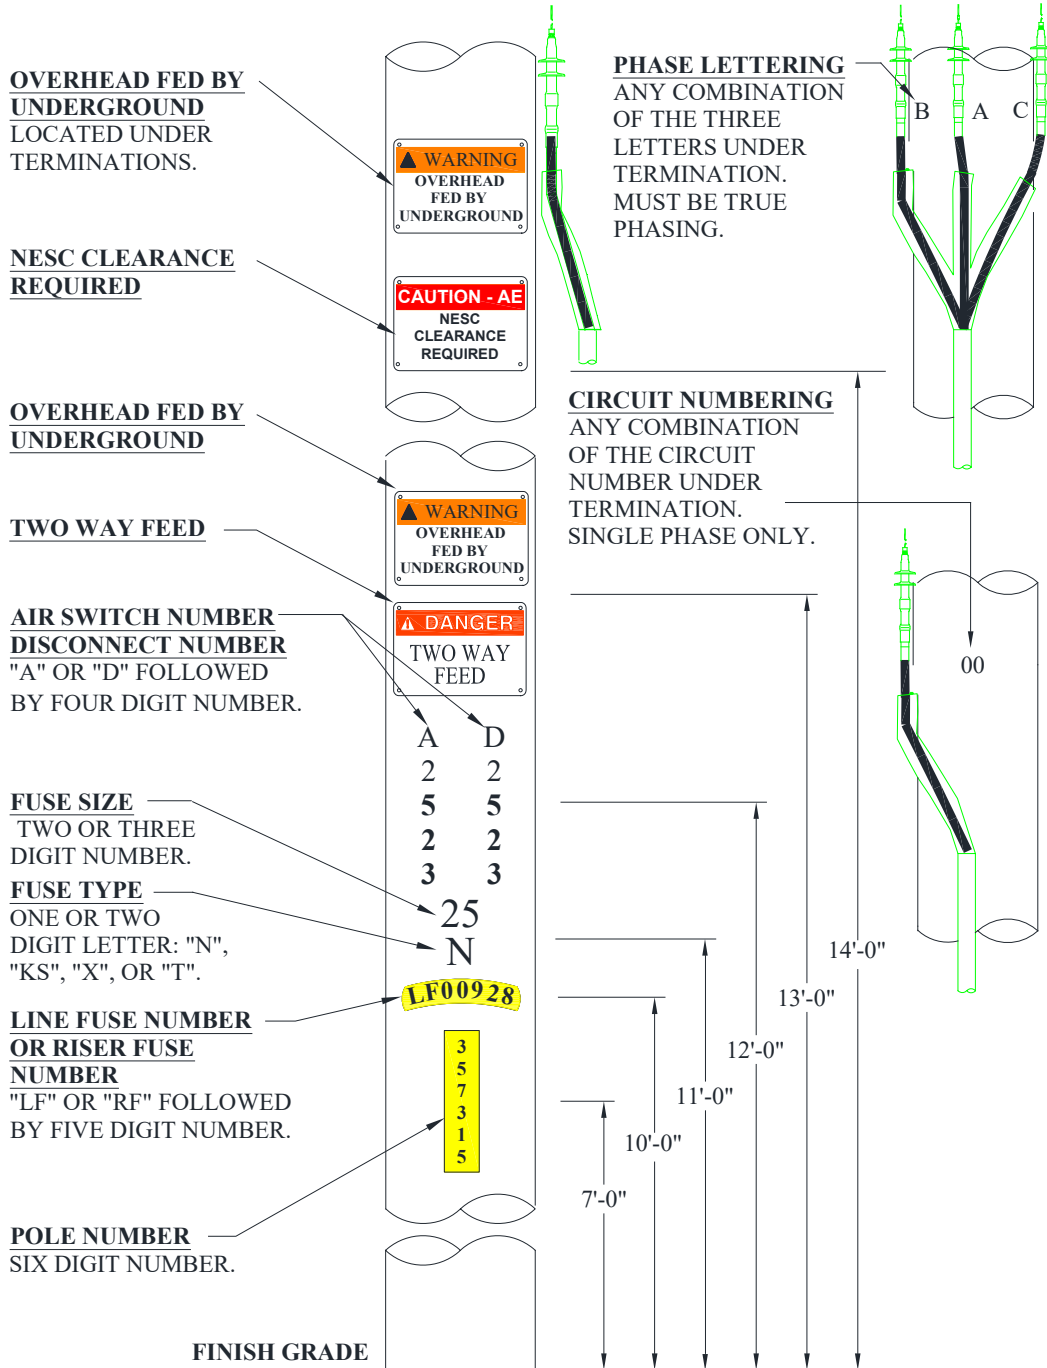 OVERHEAD FED BY
UNDERGROUND
LOCATED UNDER
TERMINATIONS.
WARNING
OVERHEAD
FED BY
UNDERGROUND
PHASE LETTERING
ANY COMBINATION
OF THE THREE
LETTERS UNDER
TERMINATION.
MUST BE TRUE
PHASING.
B A C
NESC CLEARANCE
REQUIRED
CAUTION - AE
NESC
CLEARANCE
REQUIRED
OVERHEAD FED BY
UNDERGROUND
WARNING
OVERHEAD
FED BY
UNDERGROUND
CIRCUIT NUMBERING
ANY COMBINATION
OF THE CIRCUIT
NUMBER UNDER
TERMINATION.
SINGLE PHASE ONLY.
00
TWO WAY FEED
DANGER
TWO WAY
FEED
AIR SWITCH NUMBER
DISCONNECT NUMBER
"A" OR "D" FOLLOWED
BY FOUR DIGIT NUMBER.
A D
2 2
5 5
2 2
3 3
FUSE SIZE
TWO OR THREE
DIGIT NUMBER.
25
FUSE TYPE
ONE OR TWO
DIGIT LETTER: "N",
"KS", "X", OR "T".
N
LINE FUSE NUMBER
OR RISER FUSE
NUMBER
"LF" OR "RF" FOLLOWED
BY FIVE DIGIT NUMBER.
LF00928
3
5
7
3
1
5
POLE NUMBER
SIX DIGIT NUMBER.
14'-0"
13'-0"
12'-0"
11'-0"
10'-0"
7'-0"
FINISH GRADE